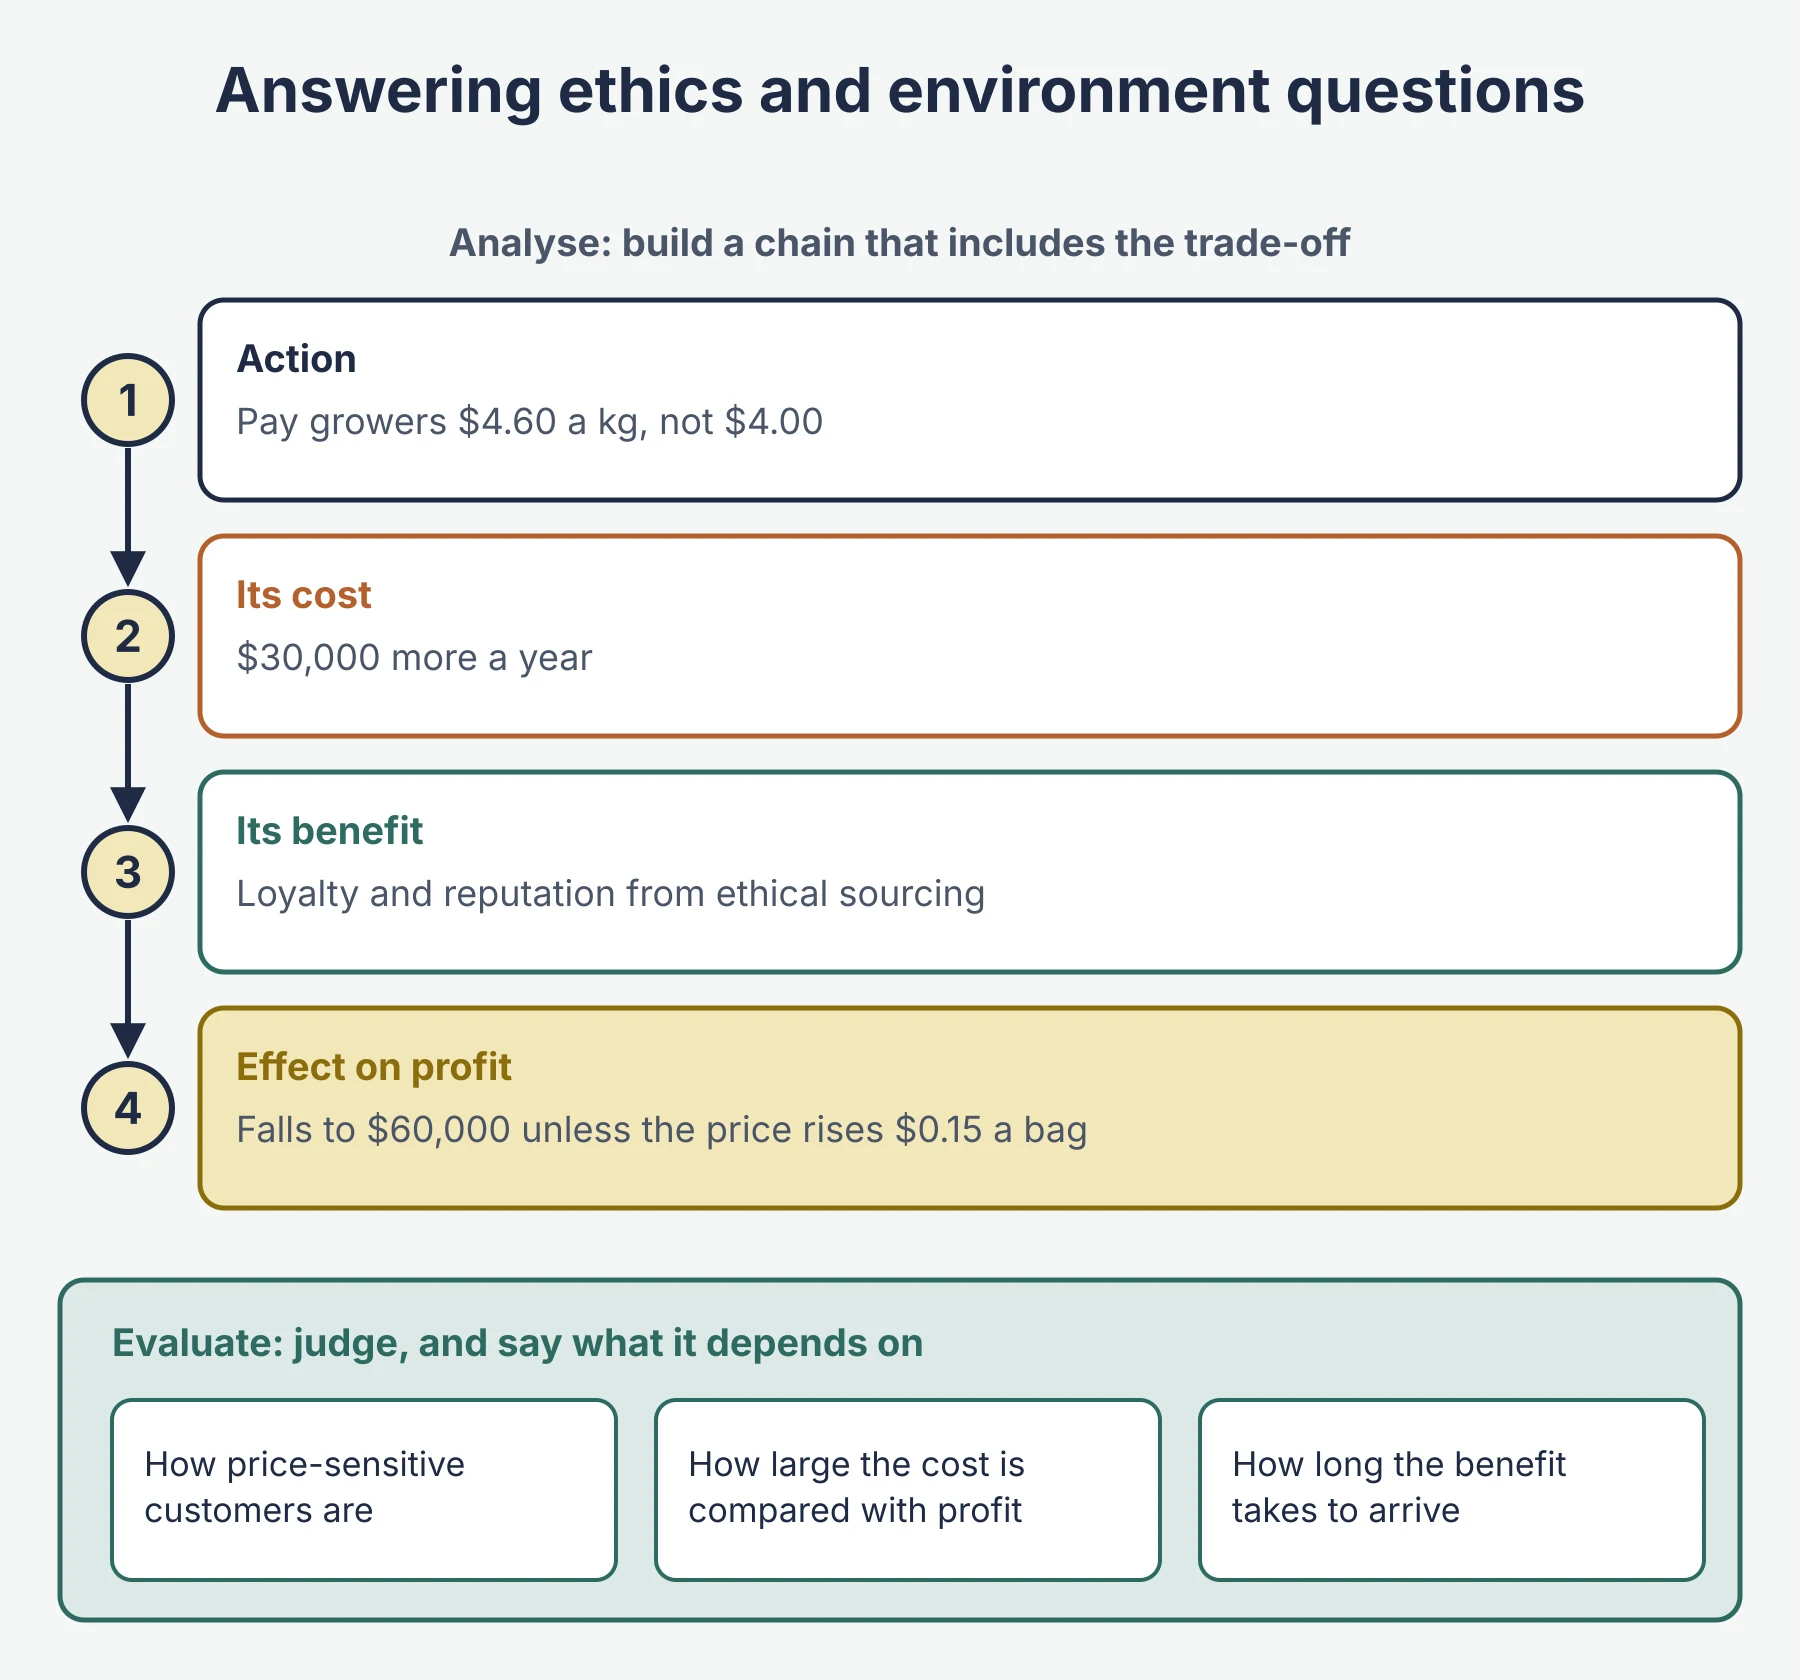 Answering ethics and environment questions
Analyse: build a chain that includes the trade-off
1
Action
Pay growers $4.60 a kg, not $4.00
2
Its cost
$30,000 more a year
3
Its benefit
Loyalty and reputation from ethical sourcing
4
Effect on profit
Falls to $60,000 unless the price rises $0.15 a bag
Evaluate: judge, and say what it depends on
How price-sensitive
customers are
How large the cost is
compared with profit
How long the benefit
takes to arrive